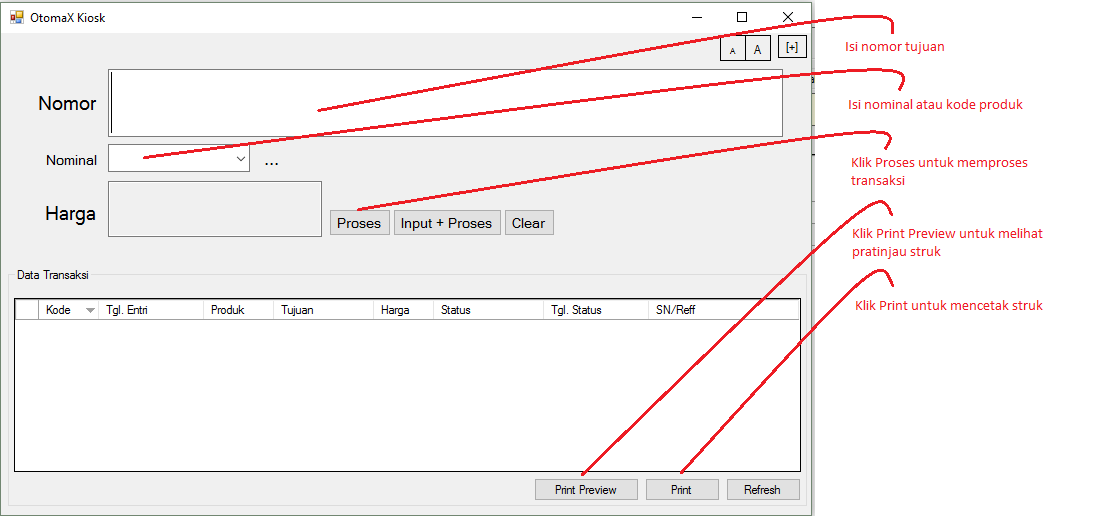 OtomaX Kiosk
A A [+]
Isi nomor tujuan
Nomor
Isi nominal atau kode produk
Nominal ...
Klik Proses untuk memproses
transaksi
Harga
Proses Input + Proses Clear
Klik Print Preview untuk melihat
pratinjau struk
Data Transaksi
Klik Print untuk mencetak struk
Kode Tgl. Entri Produk Tujuan Harga Status Tgl. Status SN/Reff
Print Preview Print Refresh